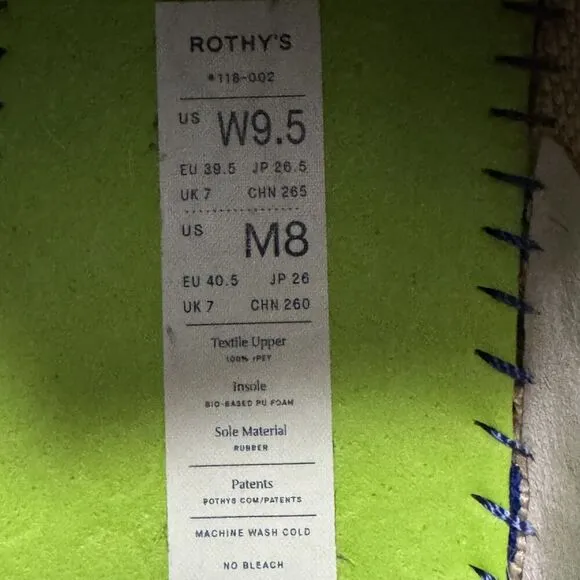 ROTHY'S
#118-002
US W9.5
EU 39.5 JP 26.5
UK 7 CHN 265
US M8
EU 40.5 JP 26
UK 7 CHN 260
Textile Upper
100% rPET
Insole
BIO-BASED PU FOAM
Sole Material
RUBBER
Patents
ROTHYS.COM/PATENTS
MACHINE WASH COLD
NO BLEACH